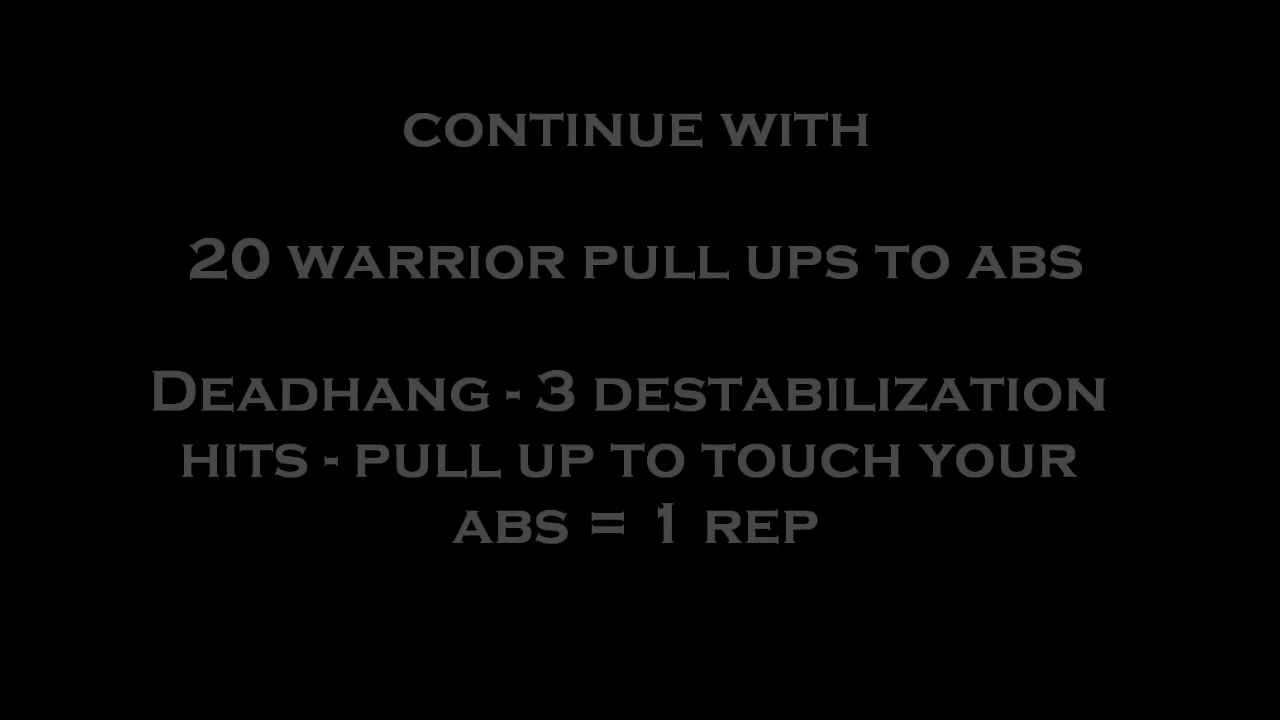 CONTINUE WITH
20 WARRIOR PULL UPS TO ABS
DEADHANG - 3 DESTABILIZATION
HITS - PULL UP TO TOUCH YOUR
ABS = 1 REP